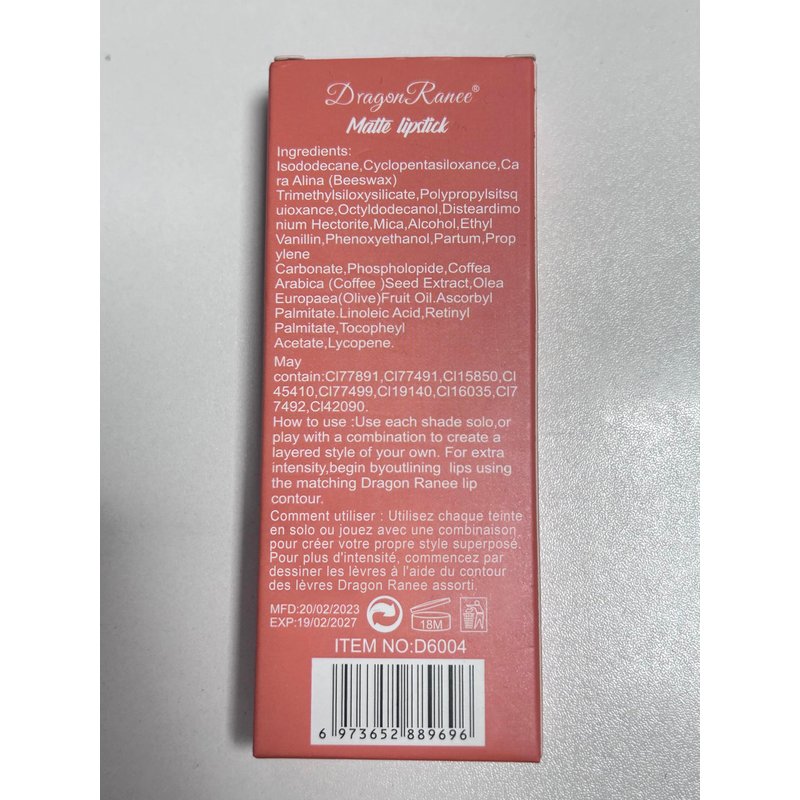 DragonRanee®
Matte lipstick
Ingredients:
Isododecane,Cyclopentasiloxance,Ca
ra Alina (Beeswax)
Trimethylsiloxysilicate,Polypropylsitsq
uioxance,Octyldodecanol,Disteardimo
nium Hectorite,Mica,Alcohol,Ethyl
Vanillin,Phenoxyethanol,Partum,Prop
ylene
Carbonate,Phospholopide,Coffea
Arabica (Coffee )Seed Extract,Olea
Europaea(Olive)Fruit Oil.Ascorbyl
Palmitate.Linoleic Acid,Retinyl
Palmitate,Tocopheyl
Acetate,Lycopene.
May
contain:CI77891,CI77491,CI15850,CI
45410,CI77499,CI19140,CI16035,CI7
7492,CI42090.
How to use :Use each shade solo,or
play with a combination to create a
layered style of your own. For extra
intensity,begin byoutlining lips using
the matching Dragon Ranee lip
contour.
Comment utiliser : Utilisez chaque teinte
en solo ou jouez avec une combinaison
pour créer votre propre style superposé.
Pour plus d'intensité, commencez par
dessiner les lèvres à l'aide du contour
des lèvres Dragon Ranee assorti.
MFD:20/02/2023
EXP:19/02/2027
18M
ITEM NO:D6004
6 973652 889696